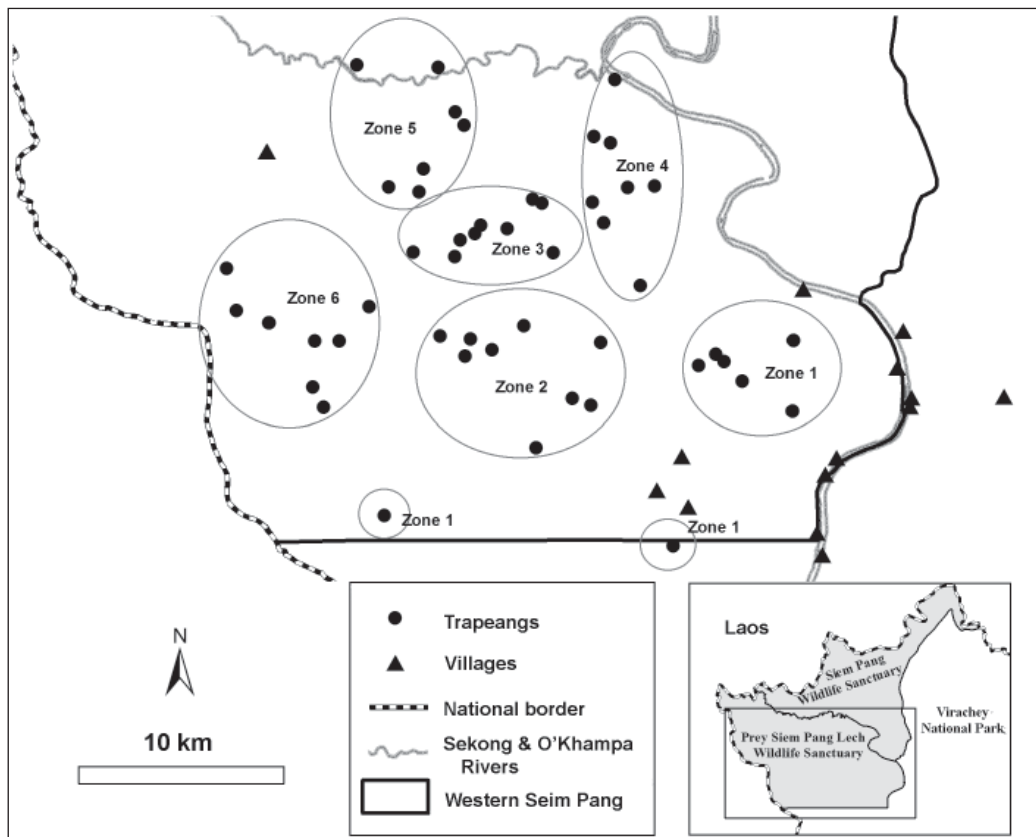 Zone 5
Zone 4
Zone 3
Zone 6
Zone 2
Zone 1
Zone 1
Zone 1
N
10 km
Trapeangs
Villages
National border
Sekong & O'Khampa
Rivers
Western Seim Pang
Laos
Siem Pang
Wildlife Sanctuary
Virachey
National Park
Prey Siem Pang Lech
Wildlife Sanctuary